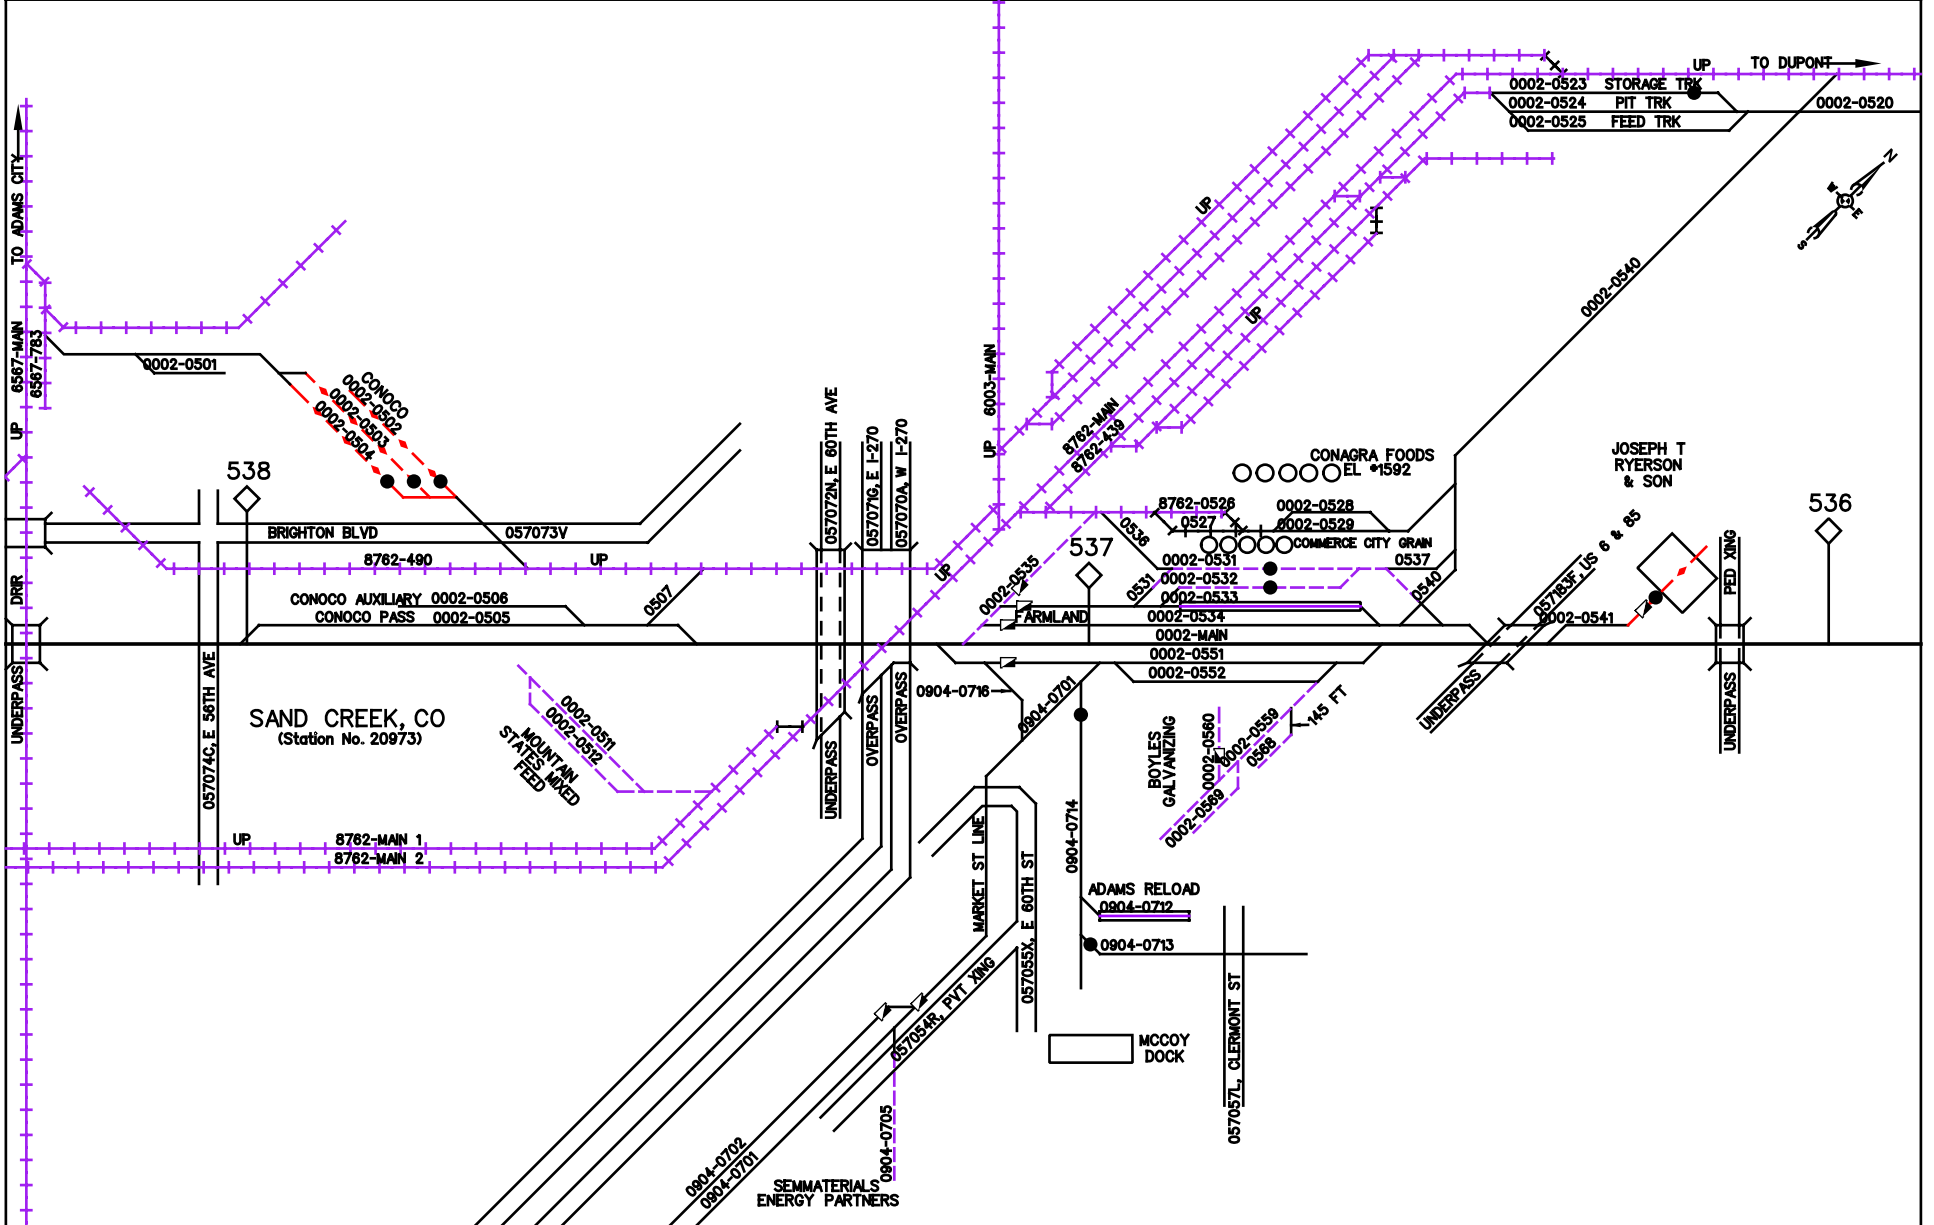 UP
TO DUPONT
0002-0523 STORAGE TRK
0002-0524 PIT TRK
0002-0525 FEED TRK
0002-0520
N
W
E
S
TO ADAMS CITY
6567-MAIN
6567-783
UP
0002-0501
CONOCO
0002-0502
0002-0503
0002-0504
538
BRIGHTON BLVD
057073V
8762-490
UP
CONOCO AUXILIARY 0002-0506
CONOCO PASS 0002-0505
0507
DRIR
UNDERPASS
057074C, E 56TH AVE
SAND CREEK, CO
(Station No. 20973)
0002-0511
0002-0512
MOUNTAIN
STATES MIXED
FEED
UP
8762-MAIN 1
8762-MAIN 2
057072N, E 60TH AVE
057071G, E I-270
057070A, W I-270
UNDERPASS
OVERPASS
OVERPASS
UP
6003-MAIN
UP
UP
UP
8762-MAIN
8762-439
0002-0540
CONAGRA FOODS
EL #1592
8762-0526
0527
0002-0528
0002-0529
COMMERCE CITY GRAIN
0536
537
0002-0535
0531
0002-0531
0002-0532
0002-0533
0002-0534
0537
0540
FARMLAND
0002-MAIN
0002-0551
0002-0552
JOSEPH T
RYERSON
& SON
536
057183F, US 6 & 85
0002-0541
UNDERPASS
PED XING
UNDERPASS
0904-0716
0904-0701
BOYLES
GALVANIZING
0002-0560
0002-0559
0568
0002-0569
145 FT
0904-0714
MARKET ST LINE
057055X, E 60TH ST
ADAMS RELOAD
0904-0712
0904-0713
057054R, PVT XING
MCCOY
DOCK
057057L, CLERMONT ST
0904-0705
0904-0702
0904-0701
SEMMATERIALS
ENERGY PARTNERS